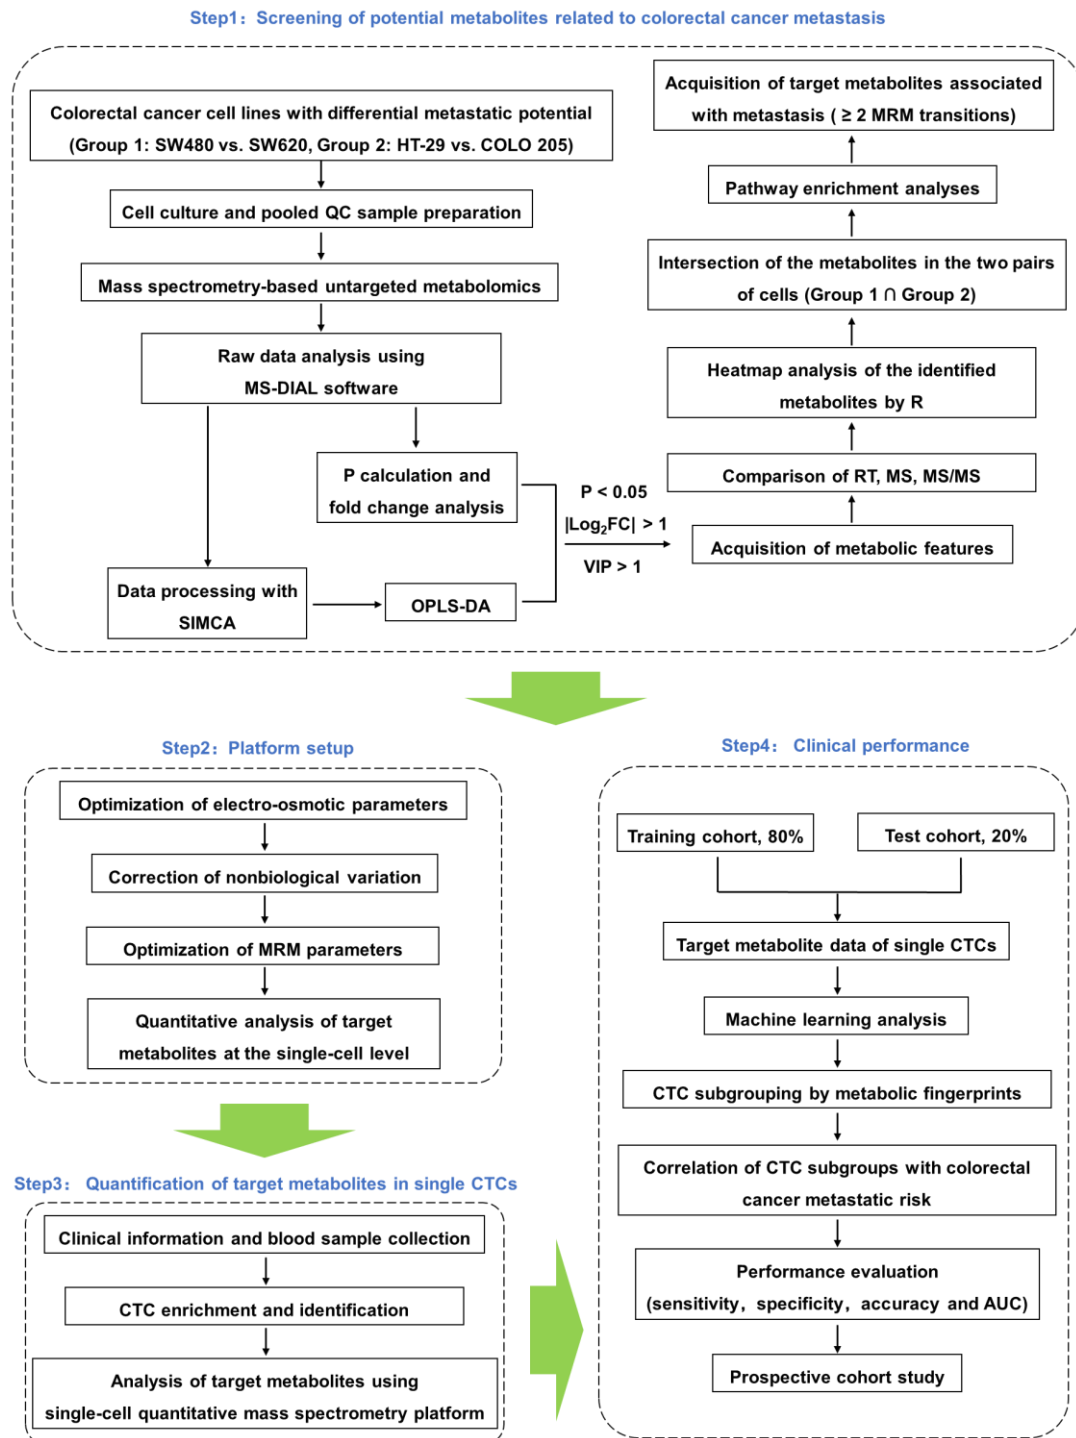 Step1：Screening of potential metabolites related to colorectal cancer metastasis
Colorectal cancer cell lines with differential metastatic potential
(Group 1: SW480 vs. SW620, Group 2: HT-29 vs. COLO 205)
Cell culture and pooled QC sample preparation
Mass spectrometry-based untargeted metabolomics
Raw data analysis using
MS-DIAL software
P calculation and
fold change analysis
Data processing with
SIMCA
OPLS-DA
P < 0.05
|Log₂FC| > 1
VIP > 1
Acquisition of metabolic features
Comparison of RT, MS, MS/MS
Heatmap analysis of the identified
metabolites by R
Intersection of the metabolites in the two pairs
of cells (Group 1 ∩ Group 2)
Pathway enrichment analyses
Acquisition of target metabolites associated
with metastasis ( ≥ 2 MRM transitions)
Step2：Platform setup
Optimization of electro-osmotic parameters
Correction of nonbiological variation
Optimization of MRM parameters
Quantitative analysis of target
metabolites at the single-cell level
Step3： Quantification of target metabolites in single CTCs
Clinical information and blood sample collection
CTC enrichment and identification
Analysis of target metabolites using
single-cell quantitative mass spectrometry platform
Step4： Clinical performance
Training cohort, 80%
Test cohort, 20%
Target metabolite data of single CTCs
Machine learning analysis
CTC subgrouping by metabolic fingerprints
Correlation of CTC subgroups with colorectal
cancer metastatic risk
Performance evaluation
(sensitivity，specificity，accuracy and AUC)
Prospective cohort study